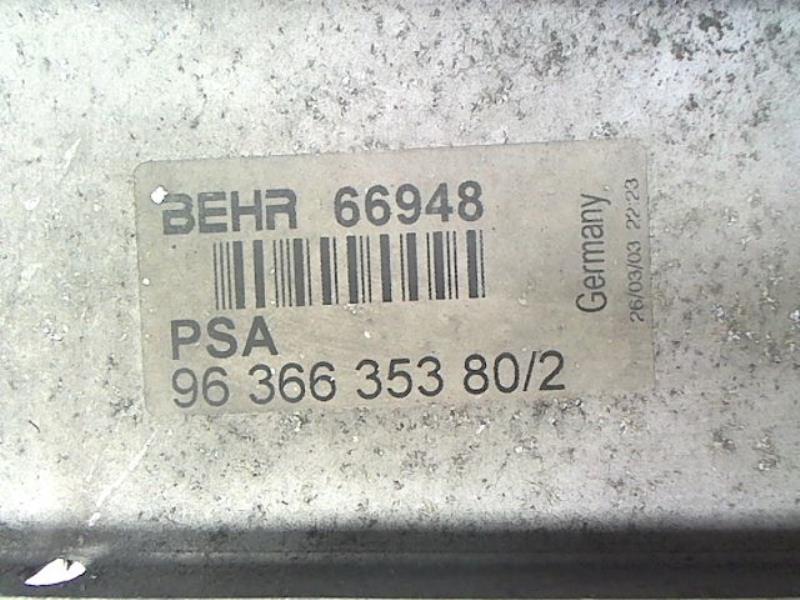 BEHR 66948
PSA
96 366 353 80/2
Germany
26/03/03 22:23